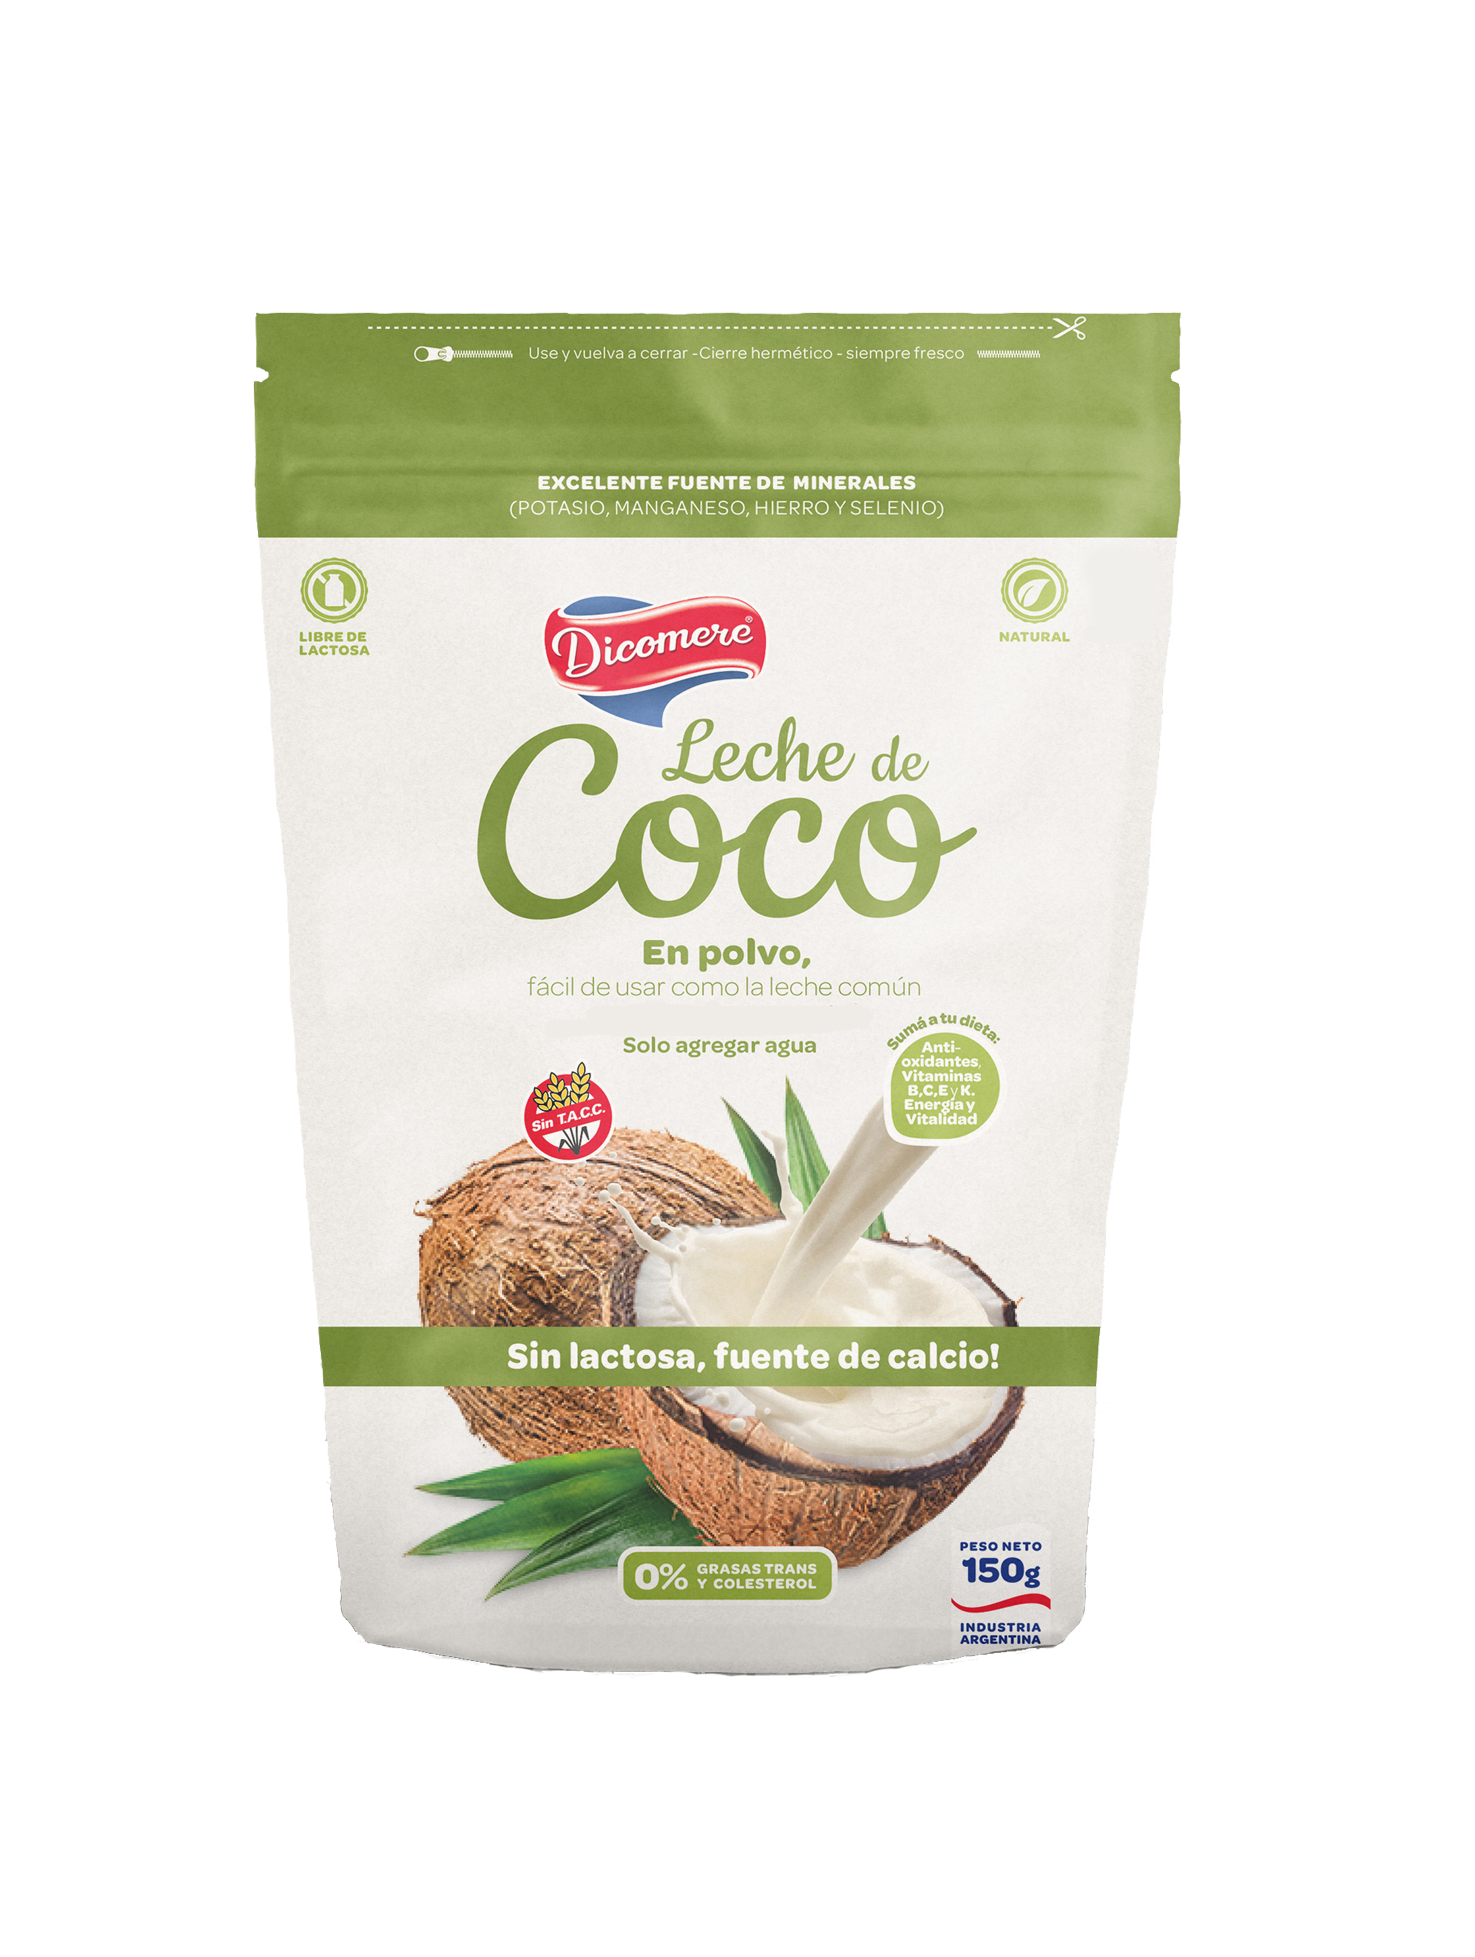 Use y vuelva a cerrar -Cierre hermético - siempre fresco
EXCELENTE FUENTE DE MINERALES
(POTASIO, MANGANESO, HIERRO Y SELENIO)
LIBRE DE
LACTOSA
NATURAL
Dicomere®
Leche de
Coco
En polvo,
fácil de usar como la leche común
Solo agregar agua
Sumá a tu dieta:
Anti-
oxidantes,
Vitaminas
B,C,E y K.
Energía y
Vitalidad
Sin T.A.C.C.
Sin lactosa, fuente de calcio!
0% GRASAS TRANS
Y COLESTEROL
PESO NETO
150g
INDUSTRIA
ARGENTINA